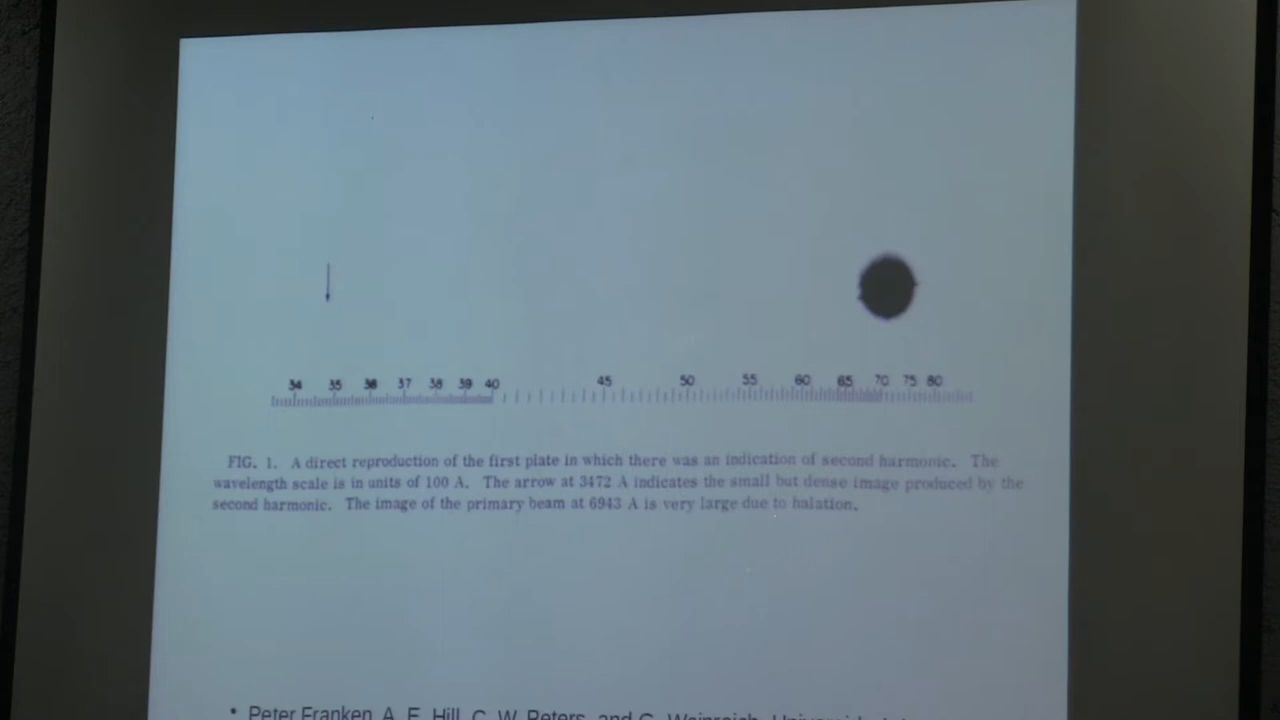 34 35 36 37 38 39 40 45 50 55 60 65 70 75 80
FIG. 1. A direct reproduction of the first plate in which there was an indication of second harmonic. The
wavelength scale is in units of 100 A. The arrow at 3472 A indicates the small but dense image produced by the
second harmonic. The image of the primary beam at 6943 A is very large due to halation.
• Peter Franken, A. E. Hill, C. W. Peters, and G. Weinreich,